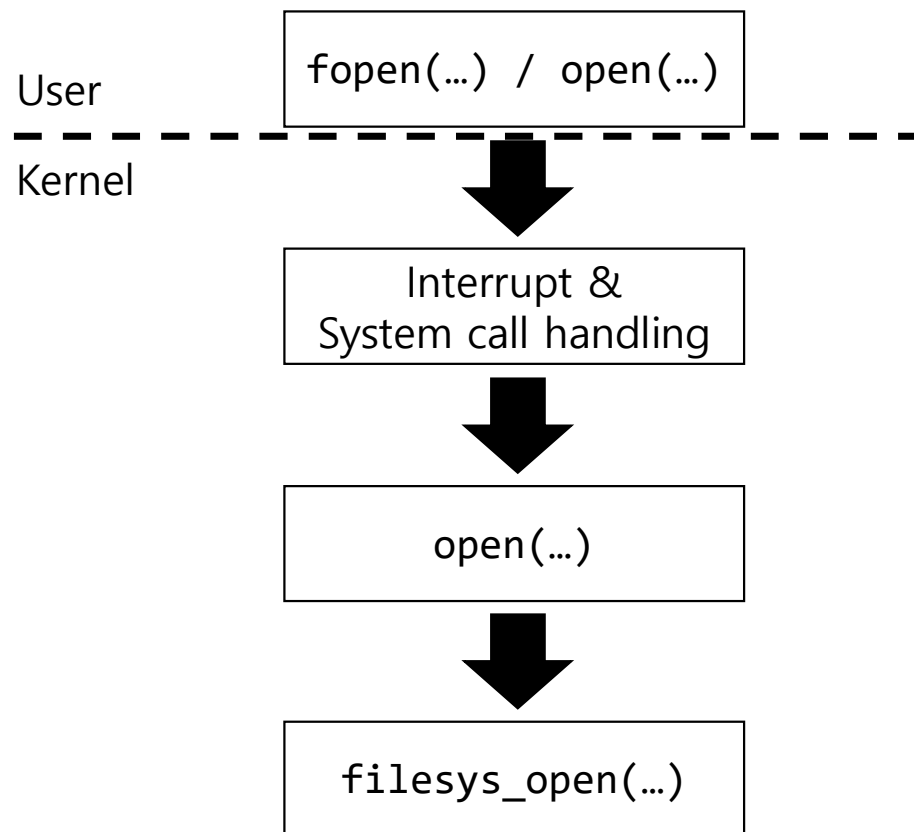 fopen(…) / open(…)
User
Kernel
Interrupt &
System call handling
open(…)
filesys_open(…)